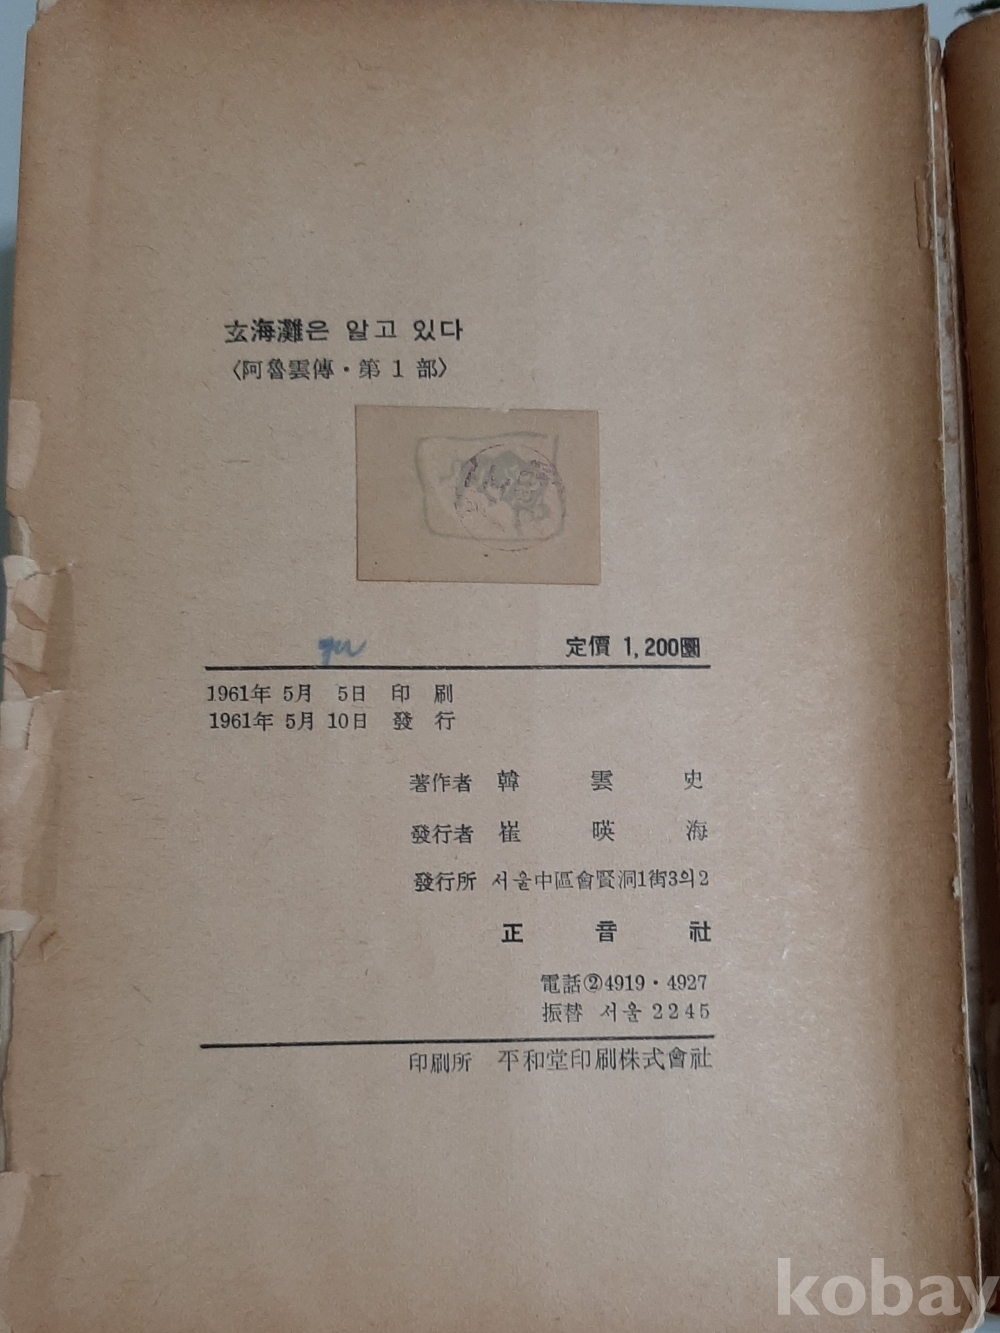 玄海灘은 알고 있다
〈阿魯雲傳·第 1 部〉
定價 1,200圜
1961年 5月 5日 印 刷
1961年 5月 10日 發 行
著作者 韓 雲 史
發行者 崔 暎 海
發行所 서울中區會賢洞1街3의2
正 音 社
電話②4919·4927
振替 서울 2245
印刷所 平和堂印刷株式會社
kobay